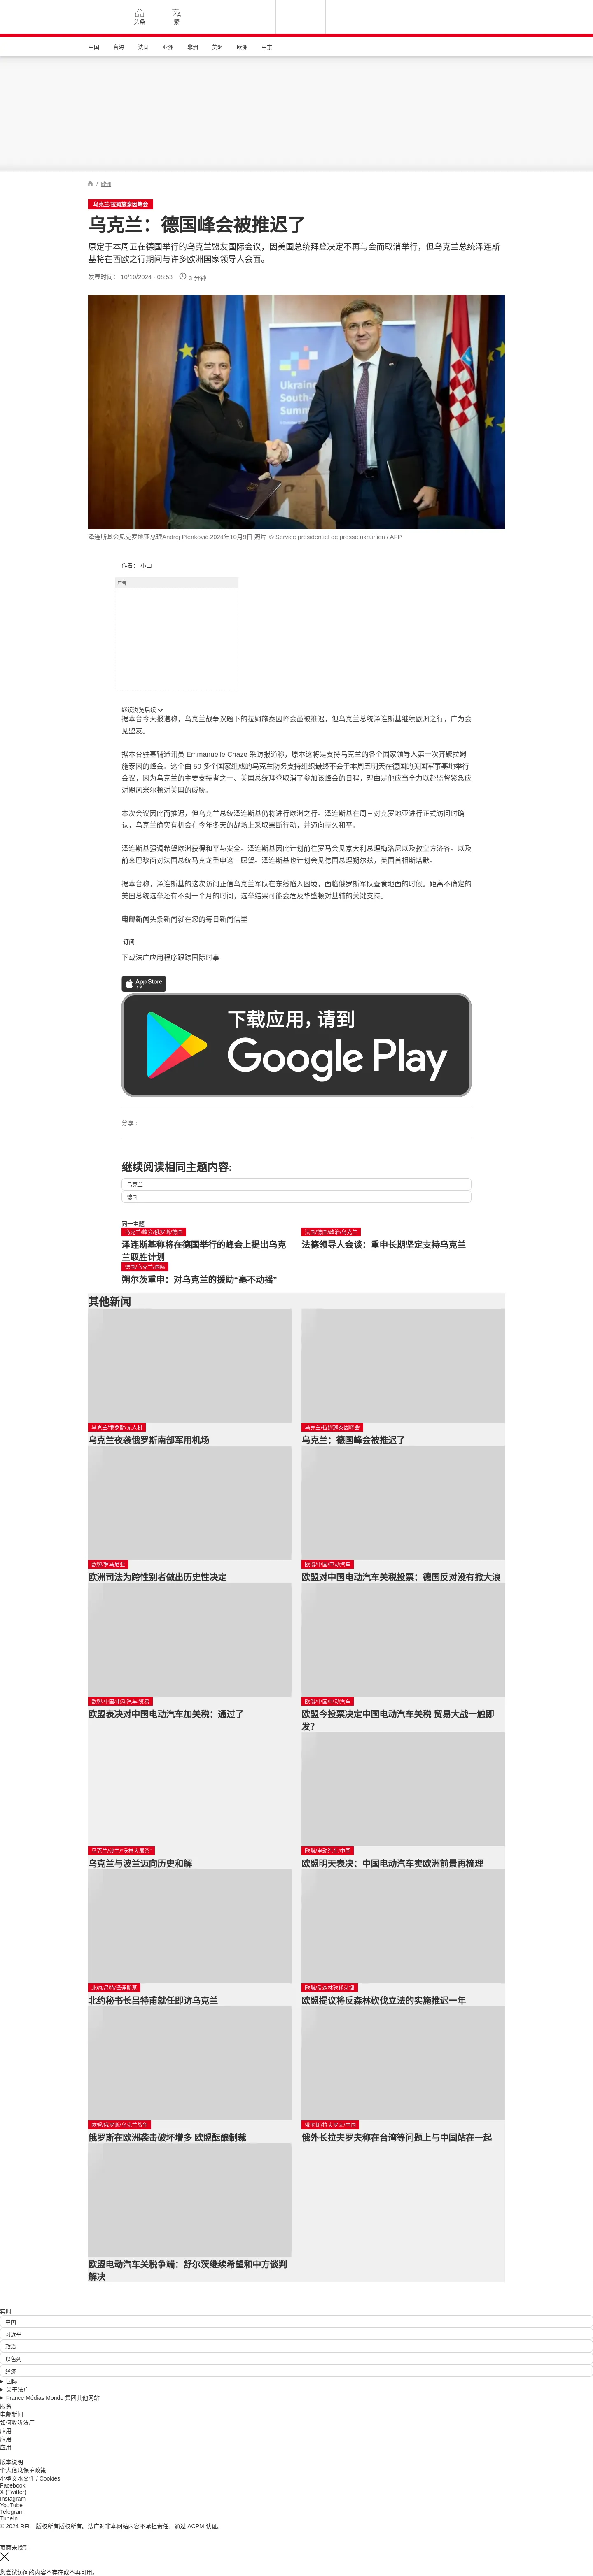 头条
繁
中国 台海 法国 亚洲 非洲 美洲 欧洲 中东
/ 欧洲
乌克兰/拉姆施泰因峰会
乌克兰：德国峰会被推迟了
原定于本周五在德国举行的乌克兰盟友国际会议，因美国总统拜登决定不再与会而取消举行，但乌克兰总统泽连斯
基将在西欧之行期间与许多欧洲国家领导人会面。
发表时间： 10/10/2024 - 08:53 3 分钟
Ukraine
South-
泽连斯基会见克罗地亚总理Andrej Plenković 2024年10月9日 照片 © Service présidentiel de presse ukrainien / AFP
作者： 小山
广告
继续浏览后续
据本台今天报道称，乌克兰战争议题下的拉姆施泰因峰会虽被推迟，但乌克兰总统泽连斯基继续欧洲之行，广为会
见盟友。
据本台驻基辅通讯员 Emmanuelle Chaze 采访报道称，原本这将是支持乌克兰的各个国家领导人第一次齐聚拉姆
施泰因的峰会。这个由 50 多个国家组成的乌克兰防务支持组织最终不会于本周五明天在德国的美国军事基地举行
会议，因为乌克兰的主要支持者之一、美国总统拜登取消了参加该峰会的日程，理由是他应当全力以赴监督紧急应
对飓风米尔顿对美国的威胁。
本次会议因此而推迟，但乌克兰总统泽连斯基仍将进行欧洲之行。泽连斯基在周三对克罗地亚进行正式访问时确
认，乌克兰确实有机会在今年冬天的战场上采取果断行动，并迈向持久和平。
泽连斯基强调希望欧洲获得和平与安全。泽连斯基因此计划前往罗马会见意大利总理梅洛尼以及教皇方济各。以及
前来巴黎面对法国总统马克龙重申这一愿望。泽连斯基也计划会见德国总理朔尔兹，英国首相斯塔默。
据本台称，泽连斯基的这次访问正值乌克兰军队在东线陷入困境，面临俄罗斯军队蚕食地面的时候。距离不确定的
美国总统选举还有不到一个月的时间，选举结果可能会危及华盛顿对基辅的关键支持。
电邮新闻头条新闻就在您的每日新闻信里
订阅
下载法广应用程序跟踪国际时事
App Store
下载
下载应用，请到
Google Play
分享 :
继续阅读相同主题内容:
乌克兰
德国
同一主题
乌克兰/峰会/俄罗斯/德国
泽连斯基称将在德国举行的峰会上提出乌克
兰取胜计划
法国/德国/政治/乌克兰
法德领导人会谈：重申长期坚定支持乌克兰
德国/乌克兰/国际
朔尔茨重申：对乌克兰的援助“毫不动摇”
其他新闻
乌克兰/俄罗斯/无人机
乌克兰夜袭俄罗斯南部军用机场
乌克兰/拉姆施泰因峰会
乌克兰：德国峰会被推迟了
欧盟/罗马尼亚
欧洲司法为跨性别者做出历史性决定
欧盟/中国/电动汽车
欧盟对中国电动汽车关税投票：德国反对没有掀大浪
欧盟/中国/电动汽车/贸易
欧盟表决对中国电动汽车加关税：通过了
欧盟/中国/电动汽车
欧盟今投票决定中国电动汽车关税 贸易大战一触即
发？
乌克兰/波兰/“沃林大屠杀”
乌克兰与波兰迈向历史和解
欧盟/电动汽车/中国
欧盟明天表决：中国电动汽车卖欧洲前景再梳理
北约/吕特/泽连斯基
北约秘书长吕特甫就任即访乌克兰
欧盟/反森林砍伐法律
欧盟提议将反森林砍伐立法的实施推迟一年
欧盟/俄罗斯/乌克兰战争
俄罗斯在欧洲袭击破坏增多 欧盟酝酿制裁
俄罗斯/拉夫罗夫/中国
俄外长拉夫罗夫称在台湾等问题上与中国站在一起
欧盟电动汽车关税争端：舒尔茨继续希望和中方谈判
解决
实时
中国
习近平
政治
以色列
经济
国际
关于法广
France Médias Monde 集团其他网站
服务
电邮新闻
如何收听法广
应用
应用
应用
版本说明
个人信息保护政策
小型文本文件 / Cookies
Facebook
X (Twitter)
Instagram
YouTube
Telegram
TuneIn
© 2024 RFI – 版权所有版权所有。法广对非本网站内容不承担责任。通过 ACPM 认证。
页面未找到
您尝试访问的内容不存在或不再可用。